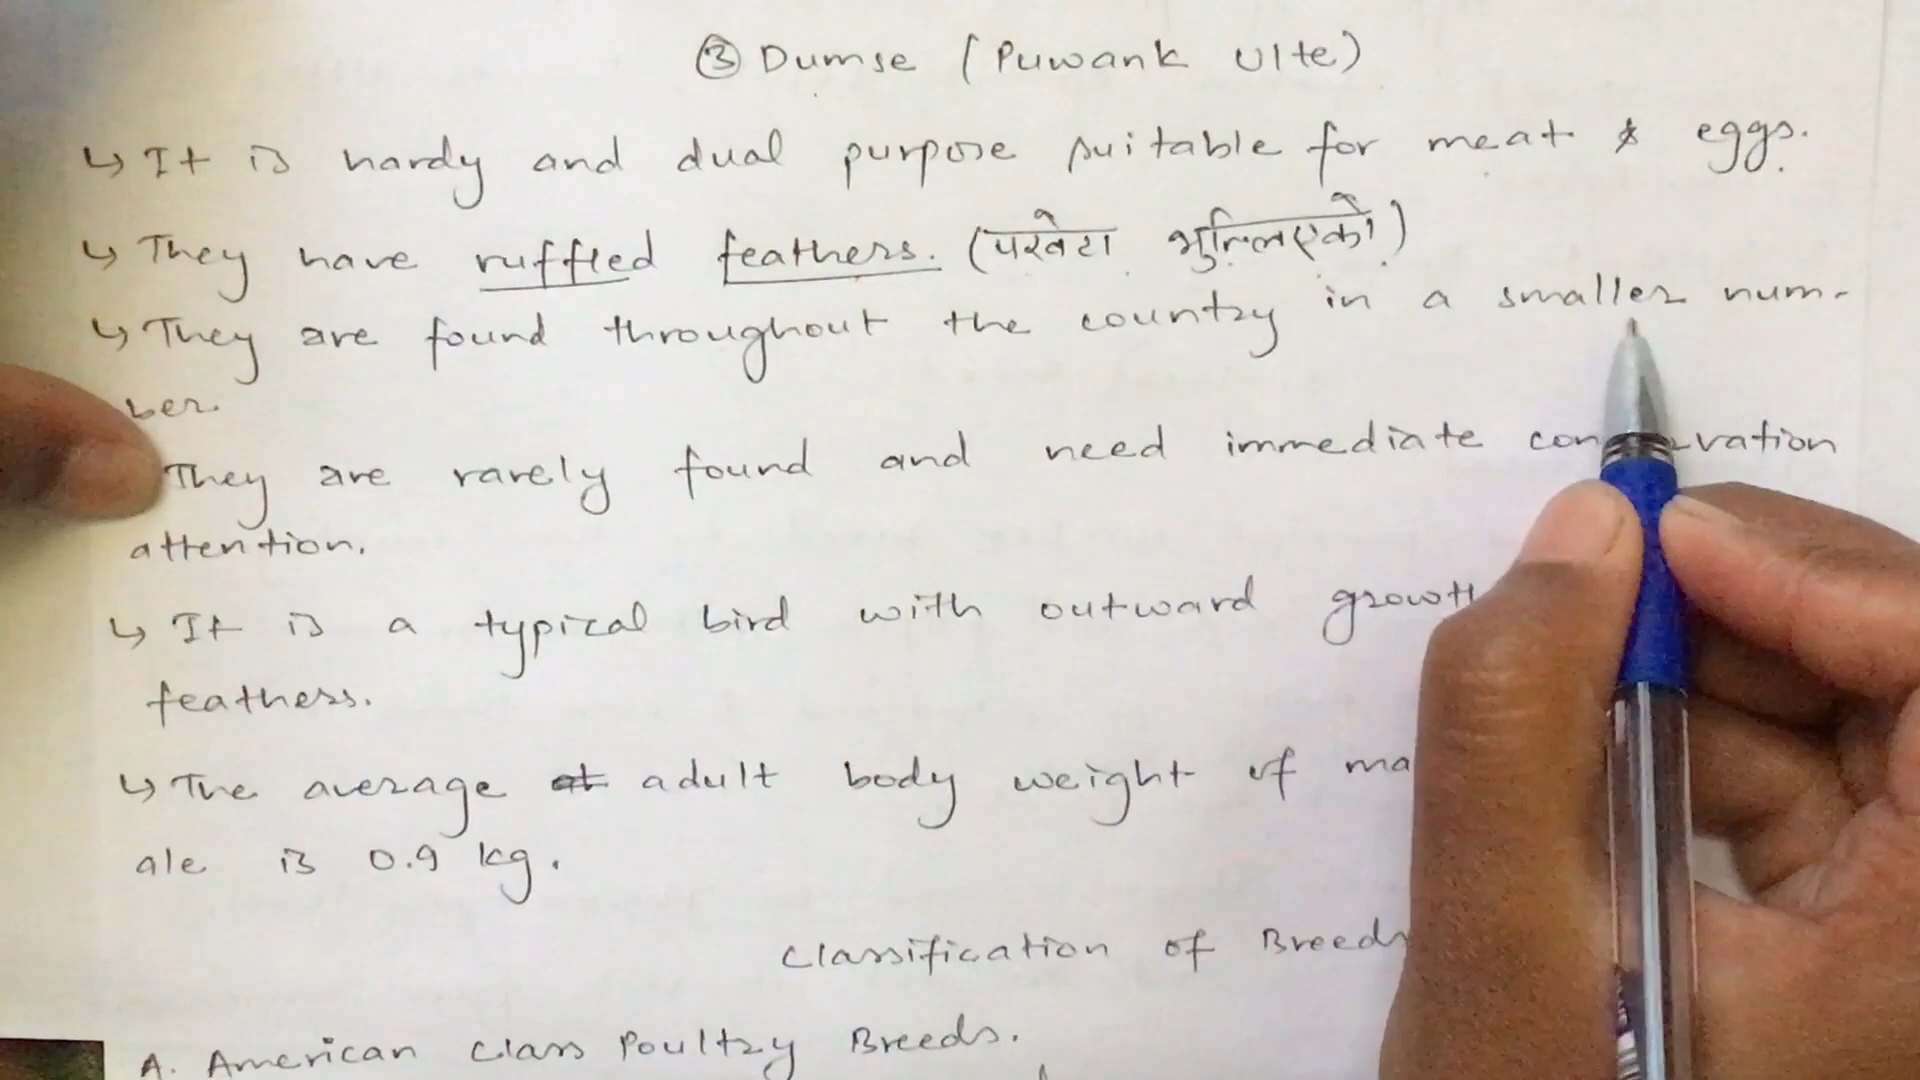 ③ Dumse (Puwank Ulte)
↳ It is hardy and dual purpose suitable for meat & eggs.
↳ They have ruffled feathers. (परवेटा भुत्लिएको)
↳ They are found throughout the country in a smaller num-
ber.
They are rarely found and need immediate con vation
attention.
↳ It is a typical bird with outward growt
feathers.
↳ The average adult body weight of ma
ale is 0.9 kg.
Classification of Breeds
A. American Class Poultry Breeds.